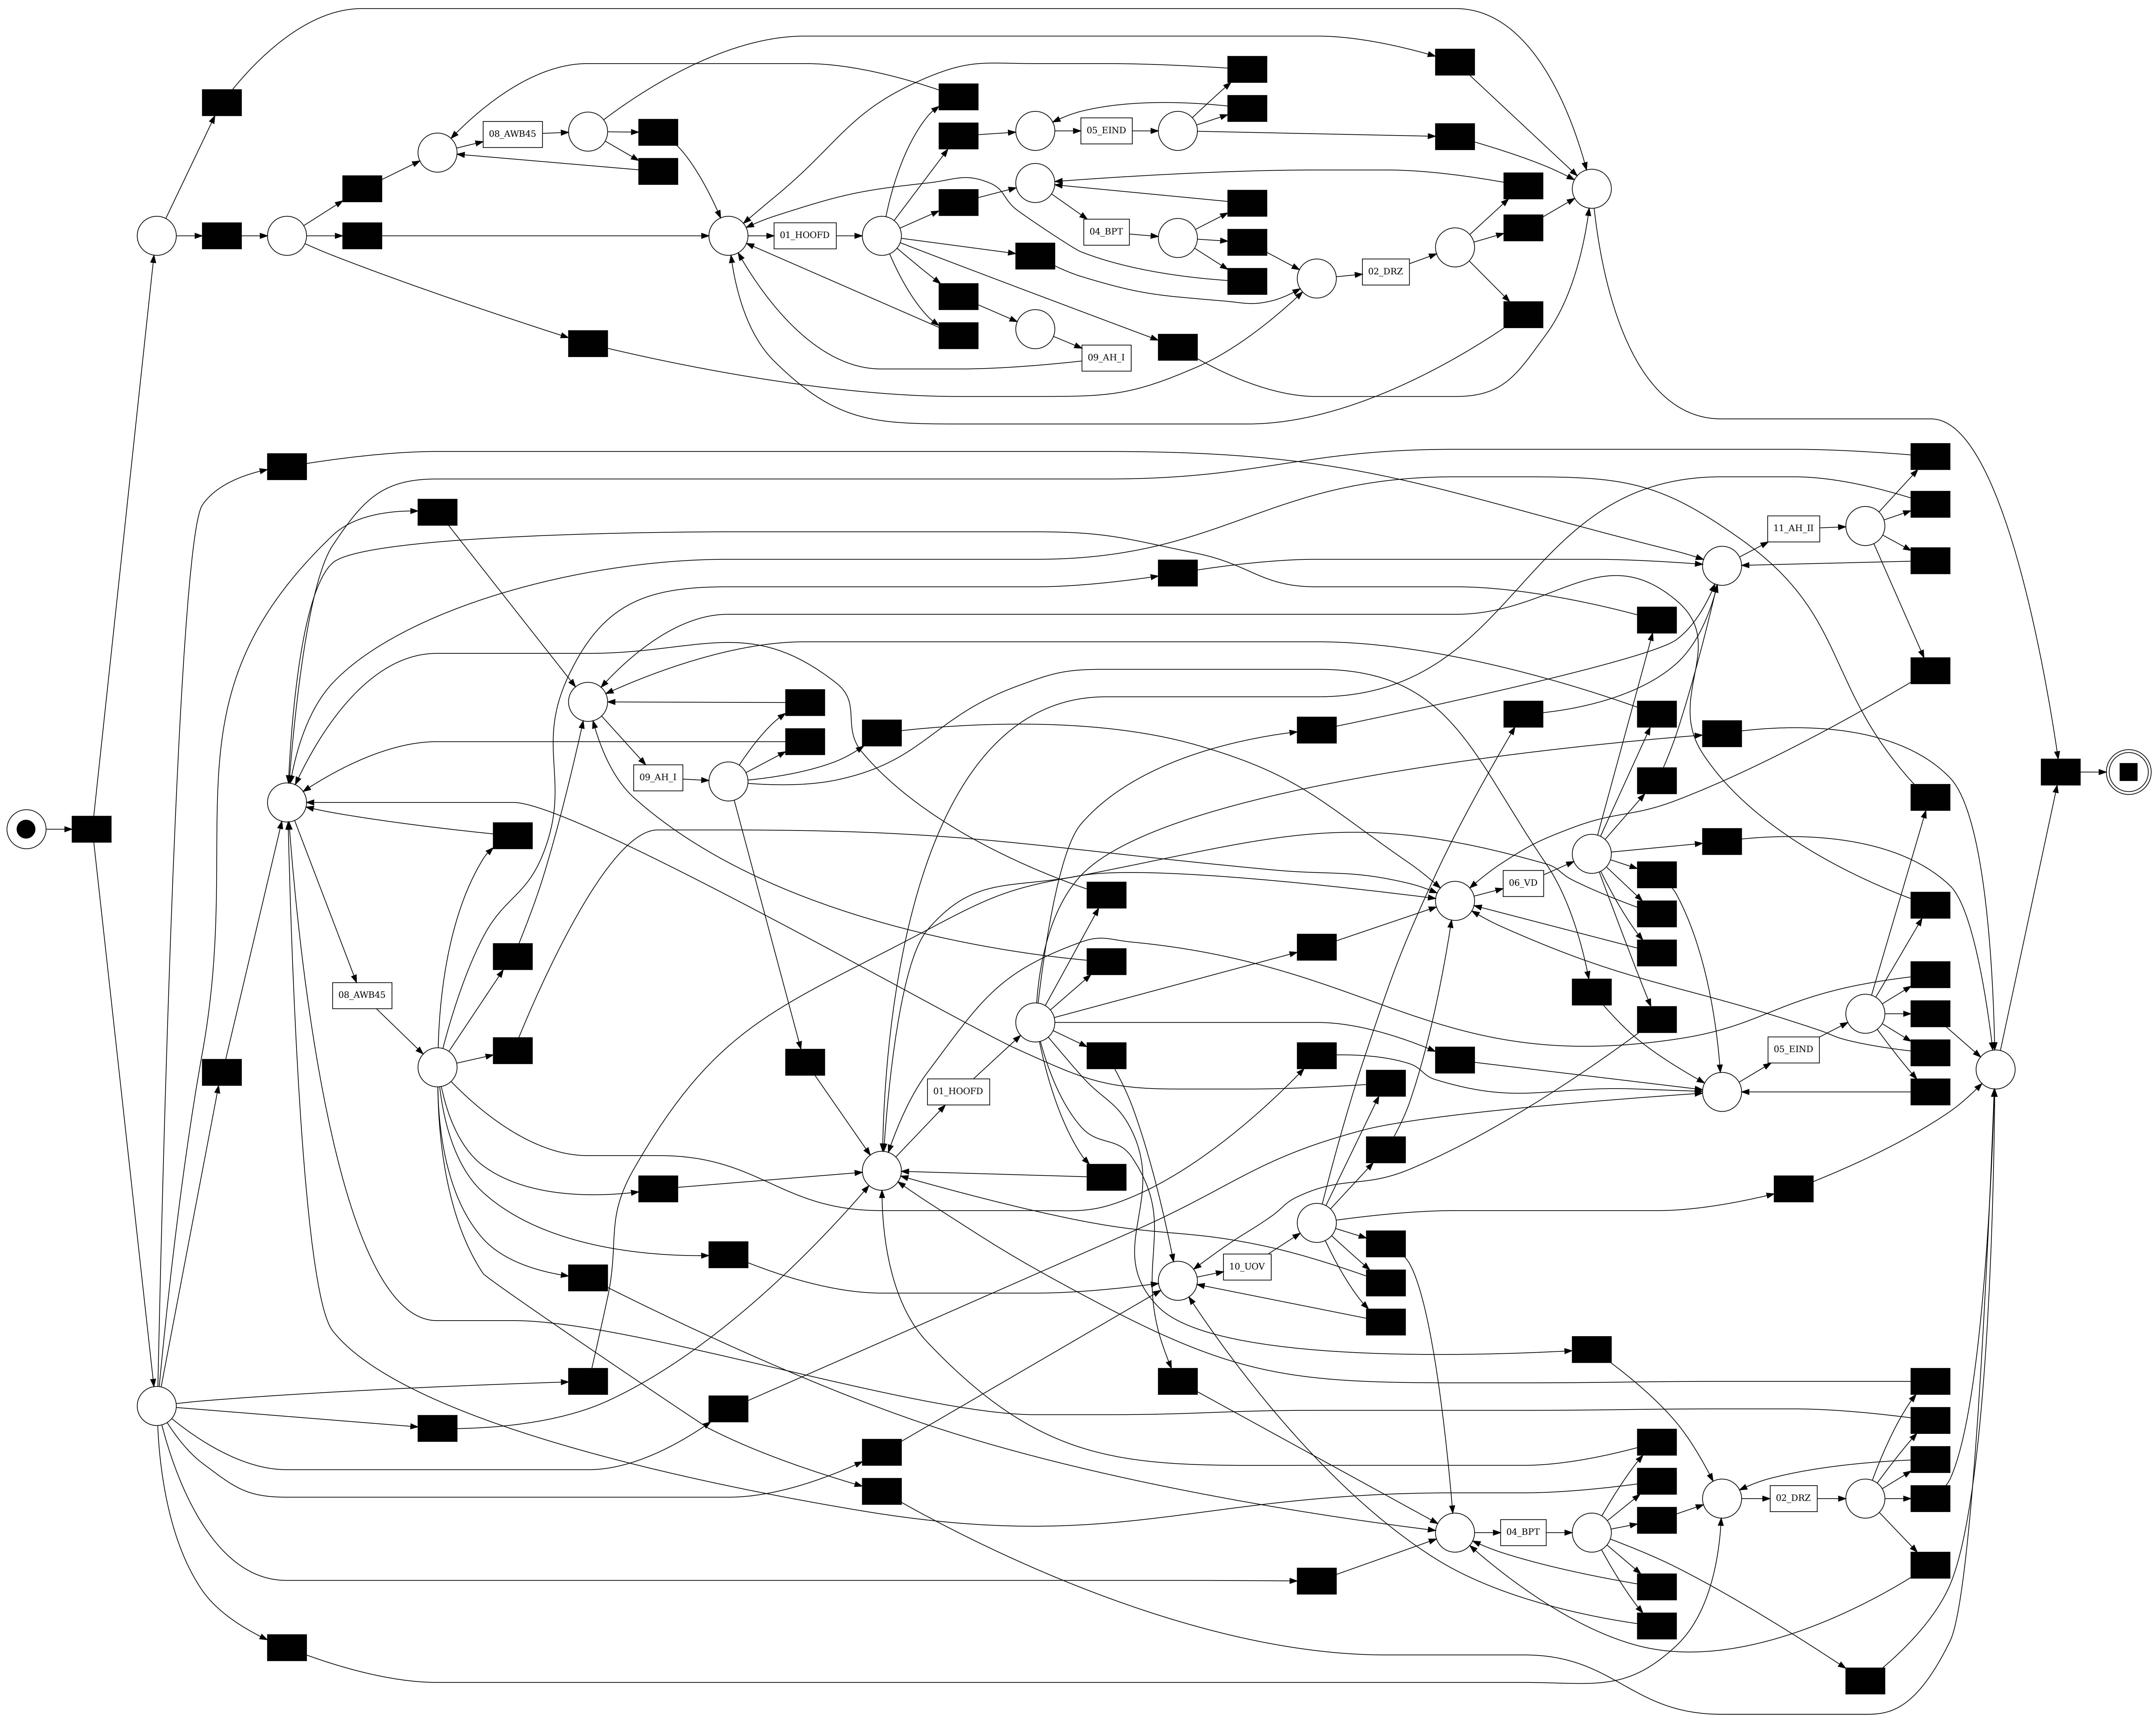 08_AWB45
05_EIND
01_HOOFD
04_BPT
02_DRZ
09_AH_I
11_AH_II
09_AH_I
06_VD
08_AWB45
05_EIND
01_HOOFD
10_UOV
02_DRZ
04_BPT